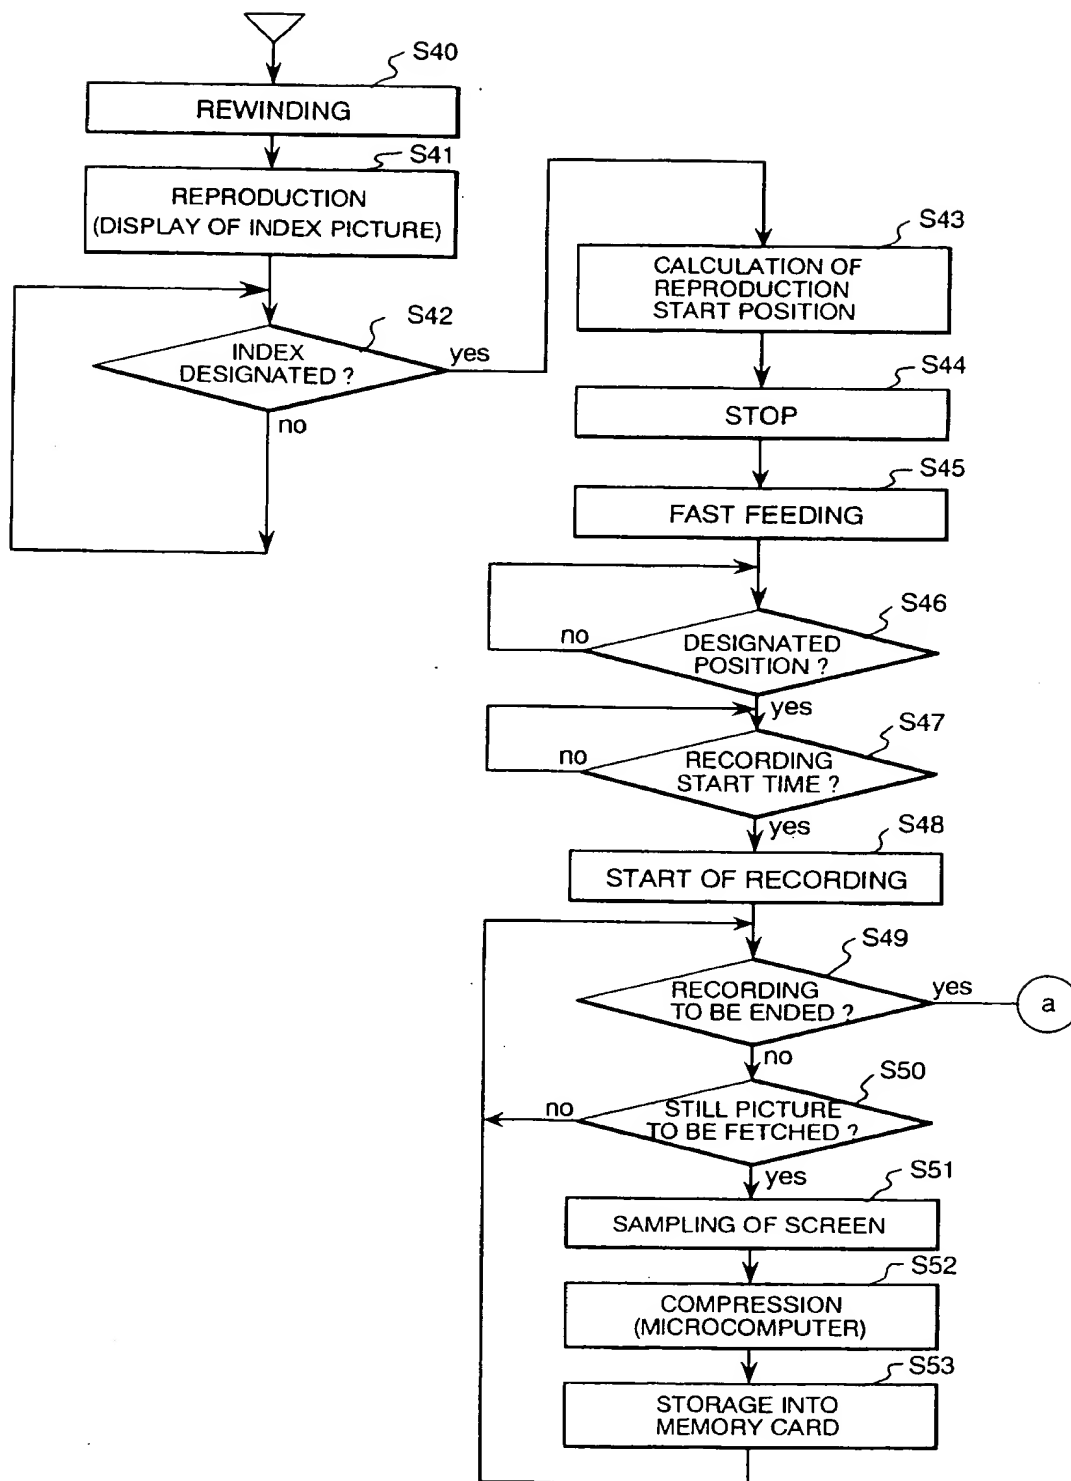 S40
REWINDING
S41
REPRODUCTION
(DISPLAY OF INDEX PICTURE)
S42
INDEX
DESIGNATED ?
yes
no
S43
CALCULATION OF
REPRODUCTION
START POSITION
S44
STOP
S45
FAST FEEDING
S46
DESIGNATED
POSITION ?
no
yes
S47
RECORDING
START TIME ?
no
yes
S48
START OF RECORDING
S49
RECORDING
TO BE ENDED ?
yes
a
no
S50
STILL PICTURE
TO BE FETCHED ?
no
yes
S51
SAMPLING OF SCREEN
S52
COMPRESSION
(MICROCOMPUTER)
S53
STORAGE INTO
MEMORY CARD